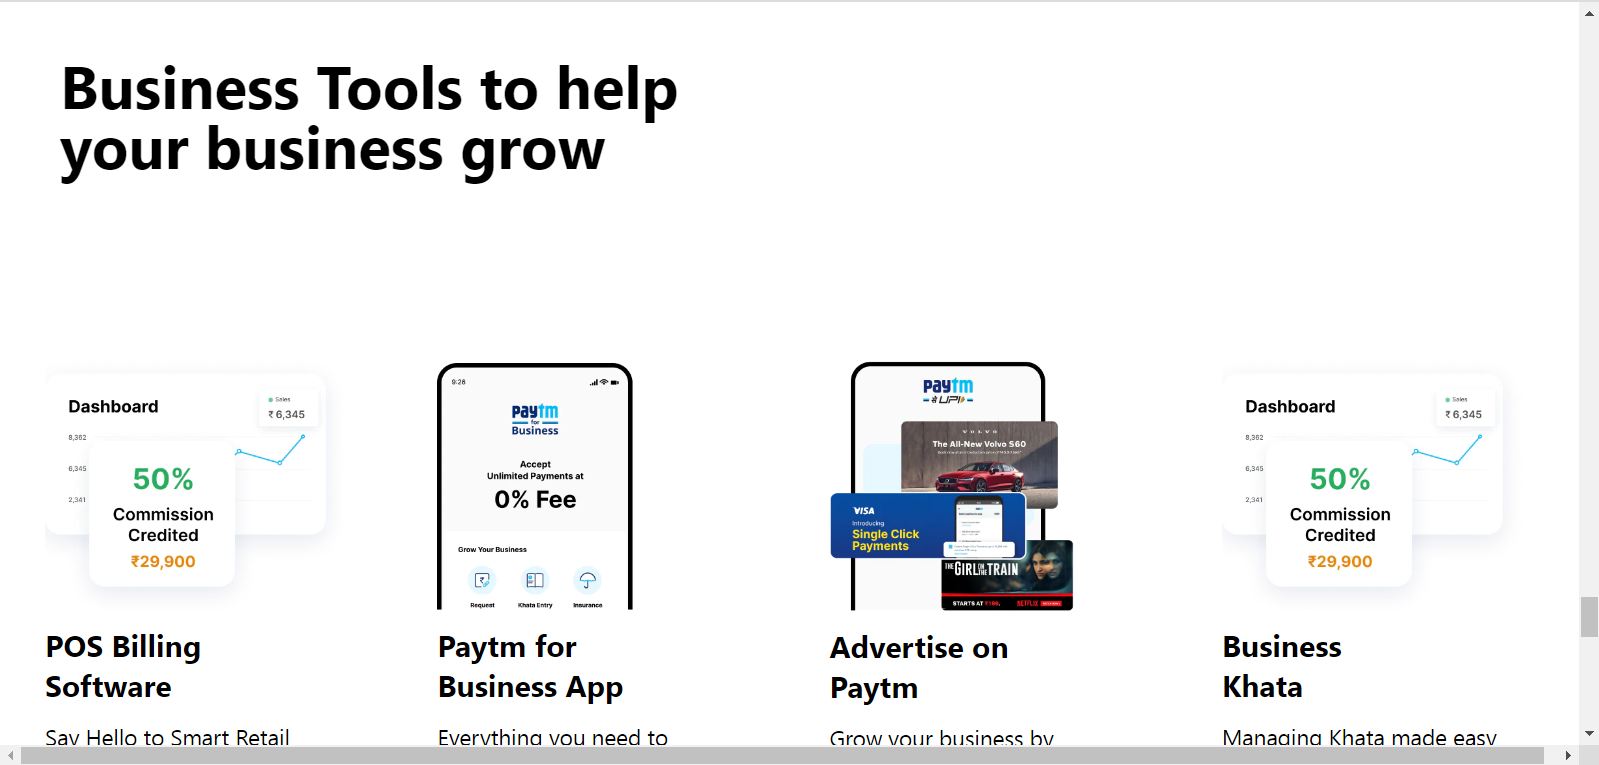 Business Tools to help
your business grow
Dashboard
Sales
₹6,345
8,362
6,345
2,341
50%
Commission
Credited
₹29,900
POS Billing
Software
Say Hello to Smart Retail
9:26
paytm
for
Business
Accept
Unlimited Payments at
0% Fee
Grow Your Business
Request
Khata Entry
Insurance
Paytm for
Business App
Everything you need to
paytm
UPI
VOLVO
The All-New Volvo S60
VISA
Introducing
Single Click
Payments
THE GIRL ON THE TRAIN
STARTS AT ₹199.
NETFLIX
Advertise on
Paytm
Grow your business by
Dashboard
Sales
₹6,345
8,362
6,345
2,341
50%
Commission
Credited
₹29,900
Business
Khata
Managing Khata made easy